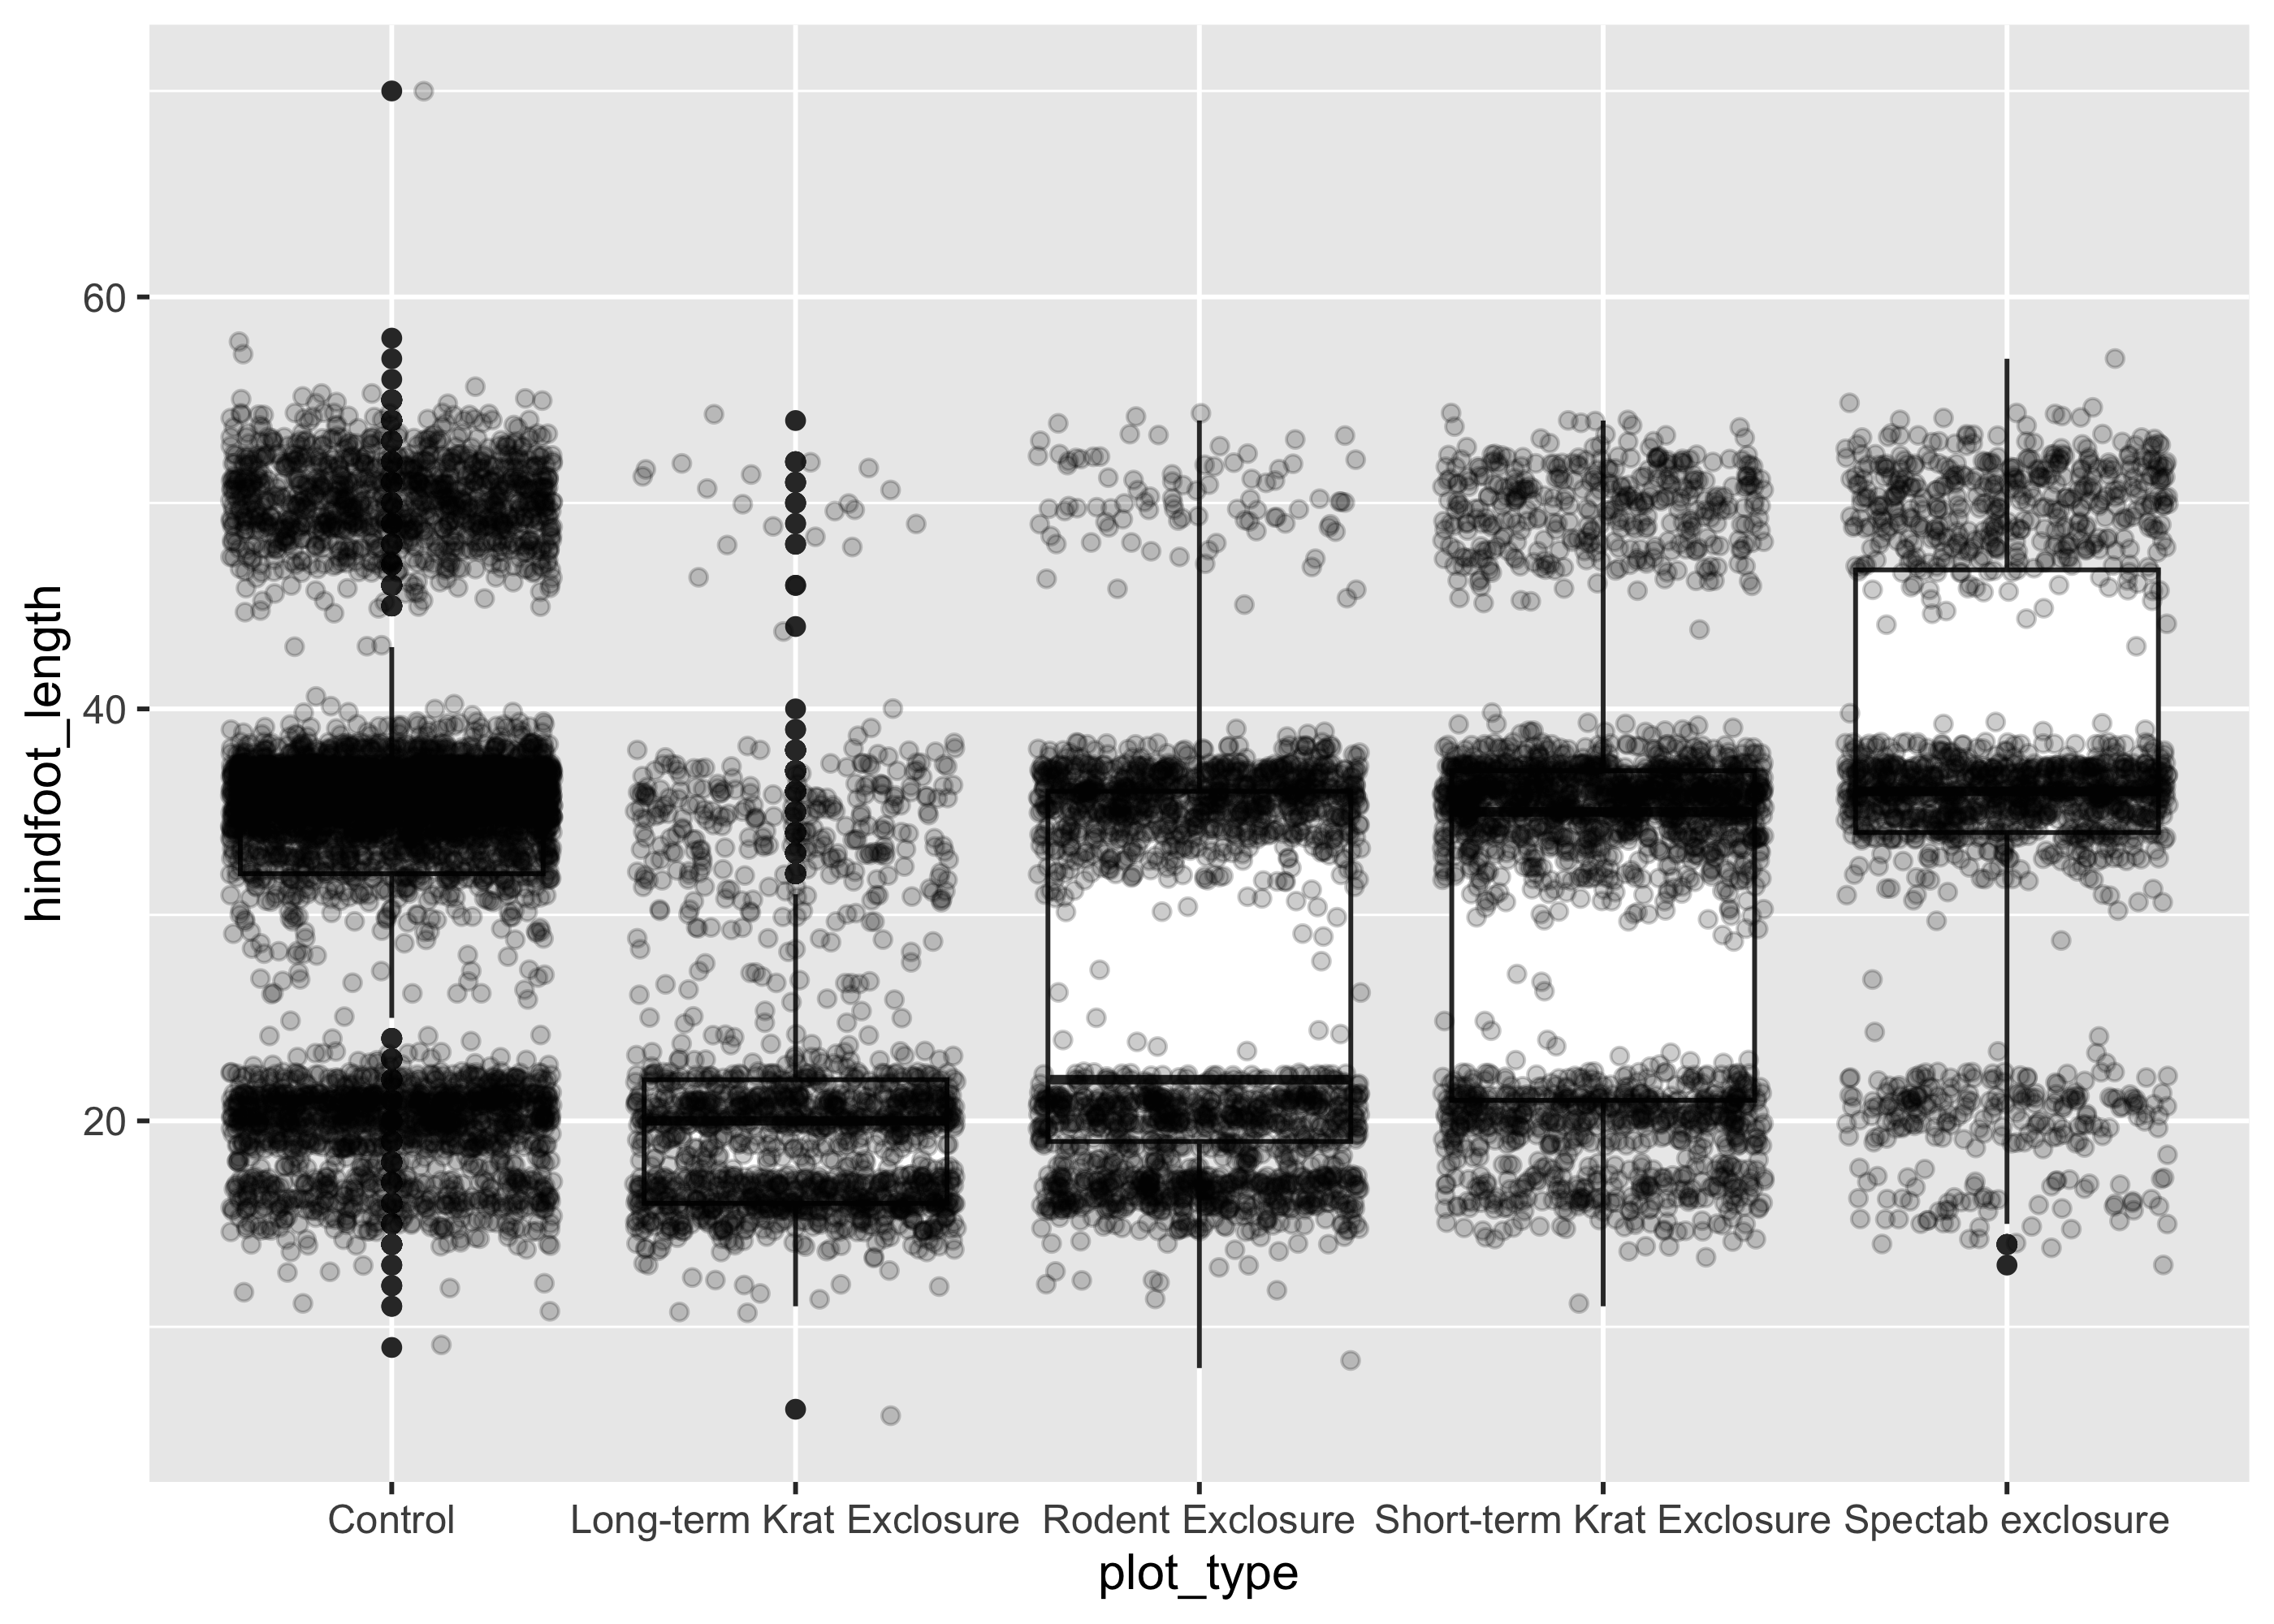 60
40
20
hindfoot_length
Control Long-term Krat Exclosure Rodent Exclosure Short-term Krat Exclosure Spectab exclosure
plot_type